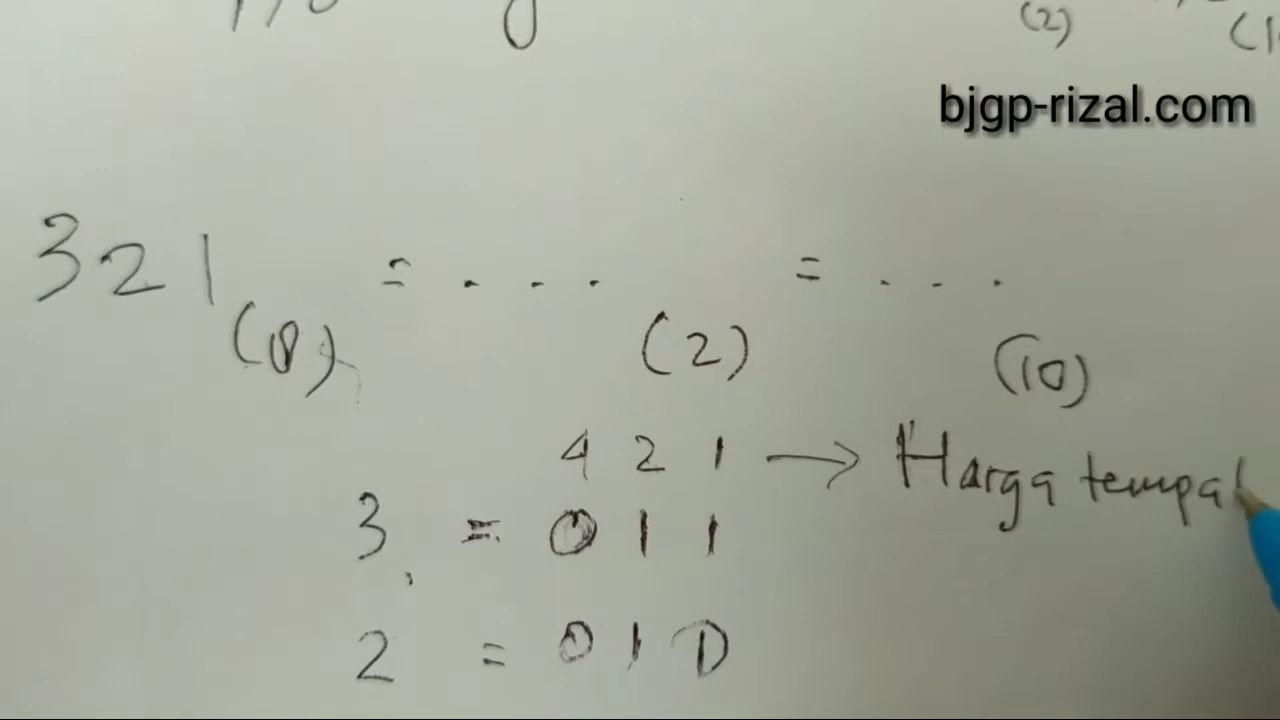 (2)
bjgp-rizal.com
321(8) = ... (2) = ... (10)
4 2 1 → Harga tempat
3 = 0 1 1
2 = 0 1 0